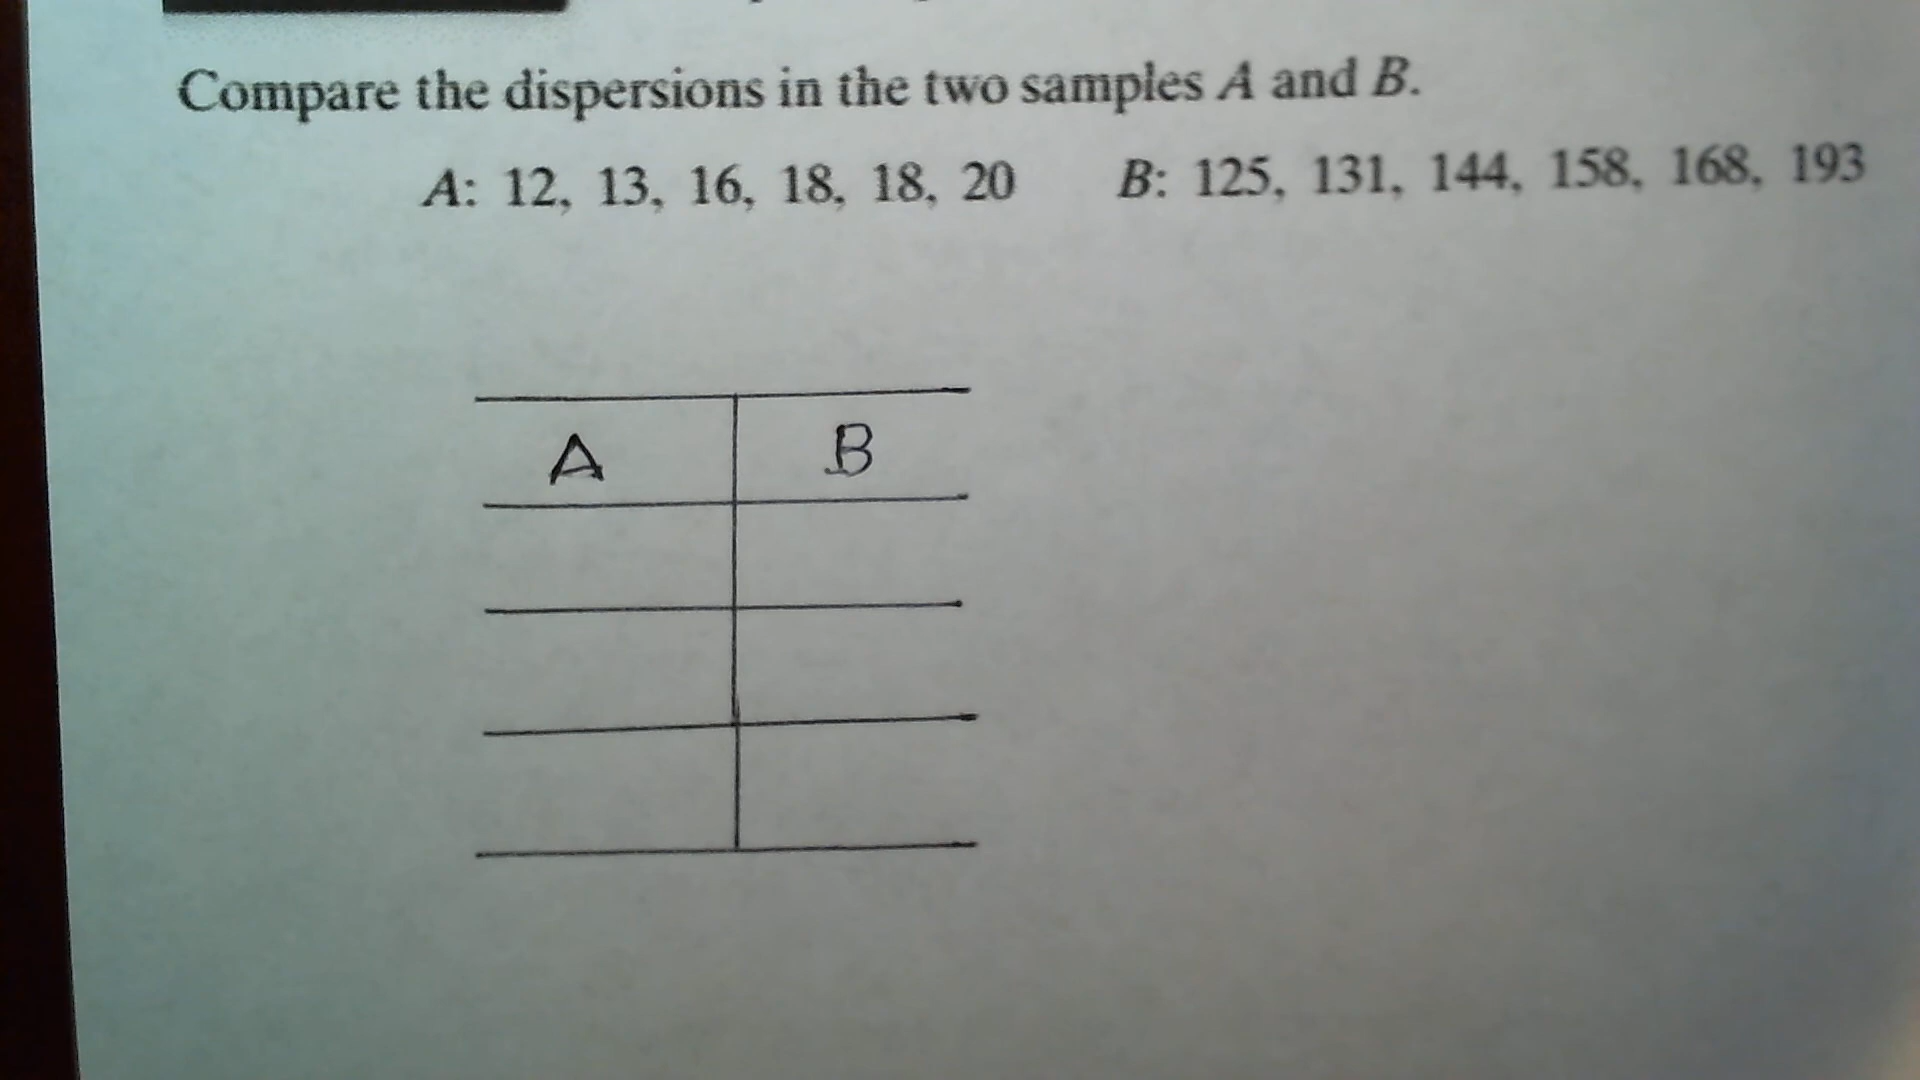 Compare the dispersions in the two samples A and B.
A: 12, 13, 16, 18, 18, 20 B: 125, 131, 144, 158, 168, 193
A B